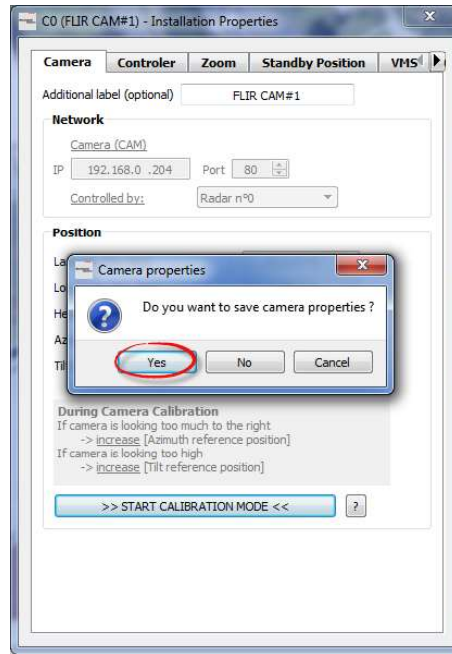 C0 (FLIR CAM#1) - Installation Properties
Camera Controler Zoom Standby Position VMS
Additional label (optional) FLIR CAM#1
Network
Camera (CAM)
IP 192.168.0 .204 Port 80
Controlled by: Radar n°0
Position
Camera properties
Do you want to save camera properties ?
Yes No Cancel
During Camera Calibration
If camera is looking too much to the right
-> increase [Azimuth reference position]
If camera is looking too high
-> increase [Tilt reference position]
>> START CALIBRATION MODE << ?